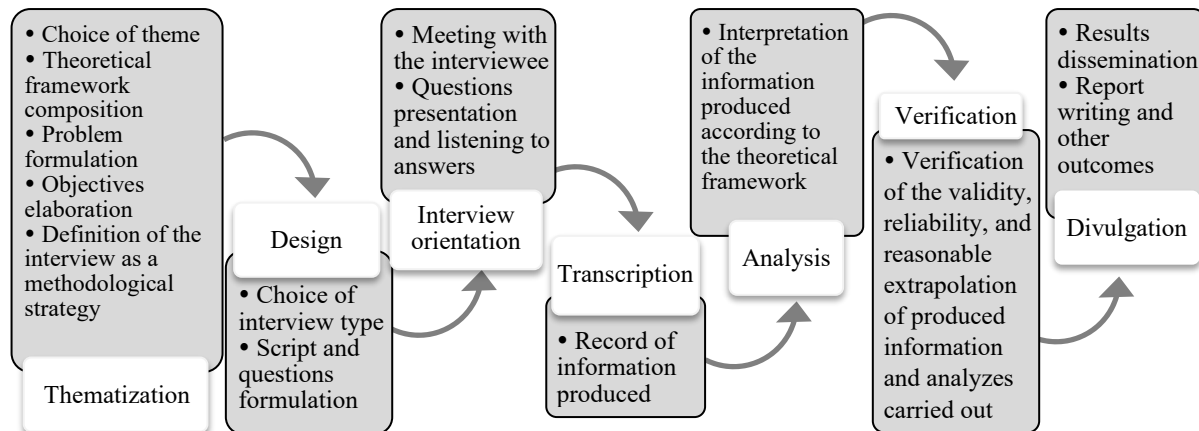 • Choice of theme
• Theoretical
framework
composition
• Problem
formulation
• Objectives
elaboration
• Definition of the
interview as a
methodological
strategy
Thematization
Design
• Choice of
interview type
• Script and
questions
formulation
• Meeting with
the interviewee
• Questions
presentation
and listening to
answers
Interview
orientation
Transcription
• Record of
information
produced
• Interpretation
of the
information
produced
according to
the theoretical
framework
Analysis
Verification
• Verification
of the validity,
reliability, and
reasonable
extrapolation
of produced
information
and analyzes
carried out
• Results
dissemination
• Report
writing and
other
outcomes
Divulgation